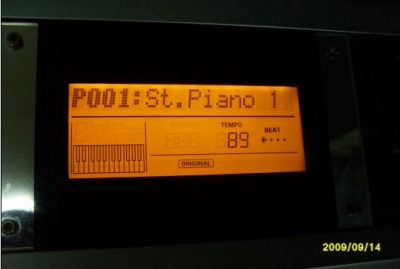 P001:St.Piano 1
TEMPO
BEAT
89
ORIGINAL
2009/09/14